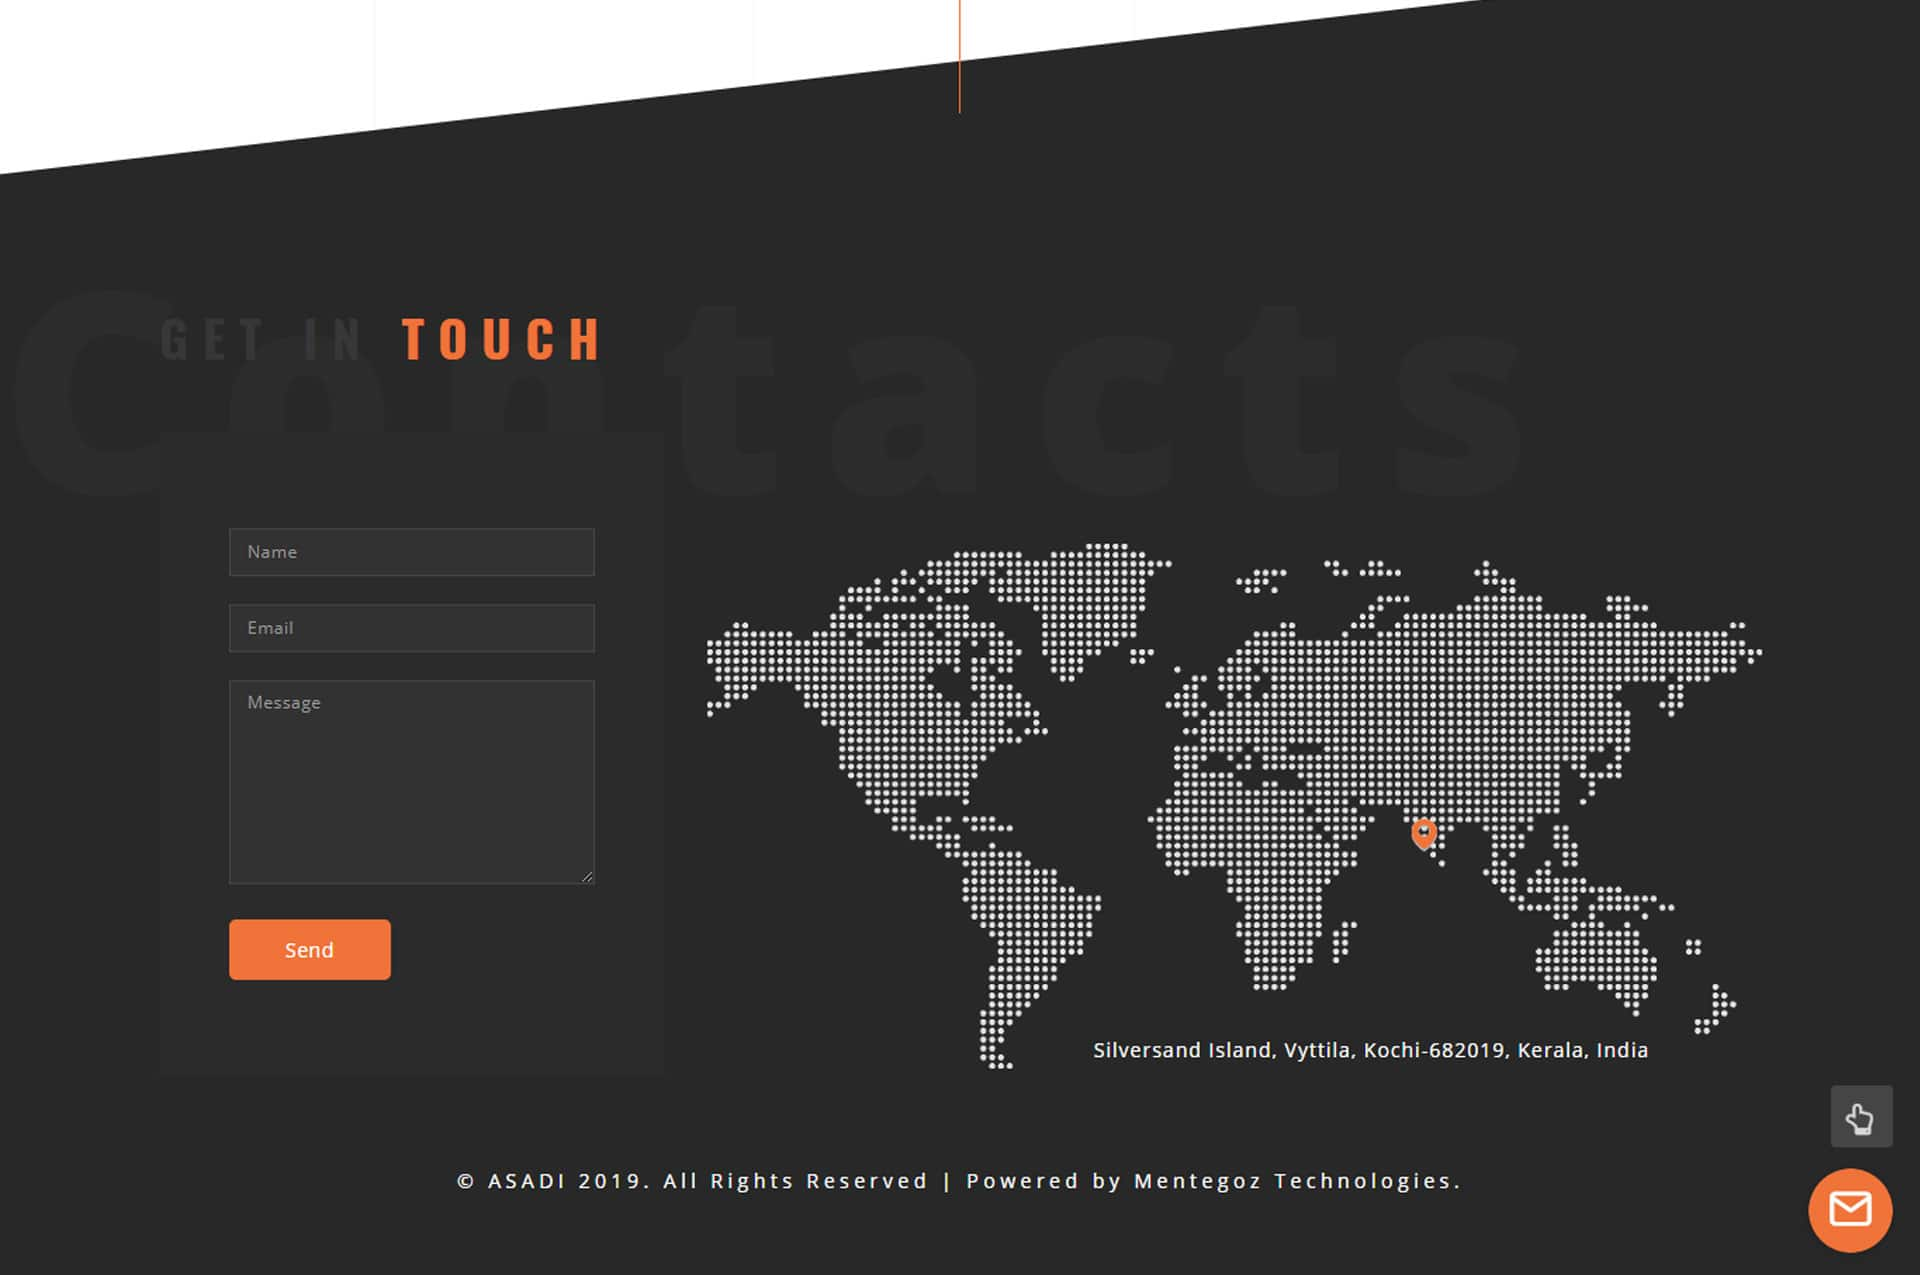 Contacts
GET IN TOUCH
Name
Email
Message
Send
Silversand Island, Vyttila, Kochi-682019, Kerala, India
© ASADI 2019. All Rights Reserved | Powered by Mentegoz Technologies.